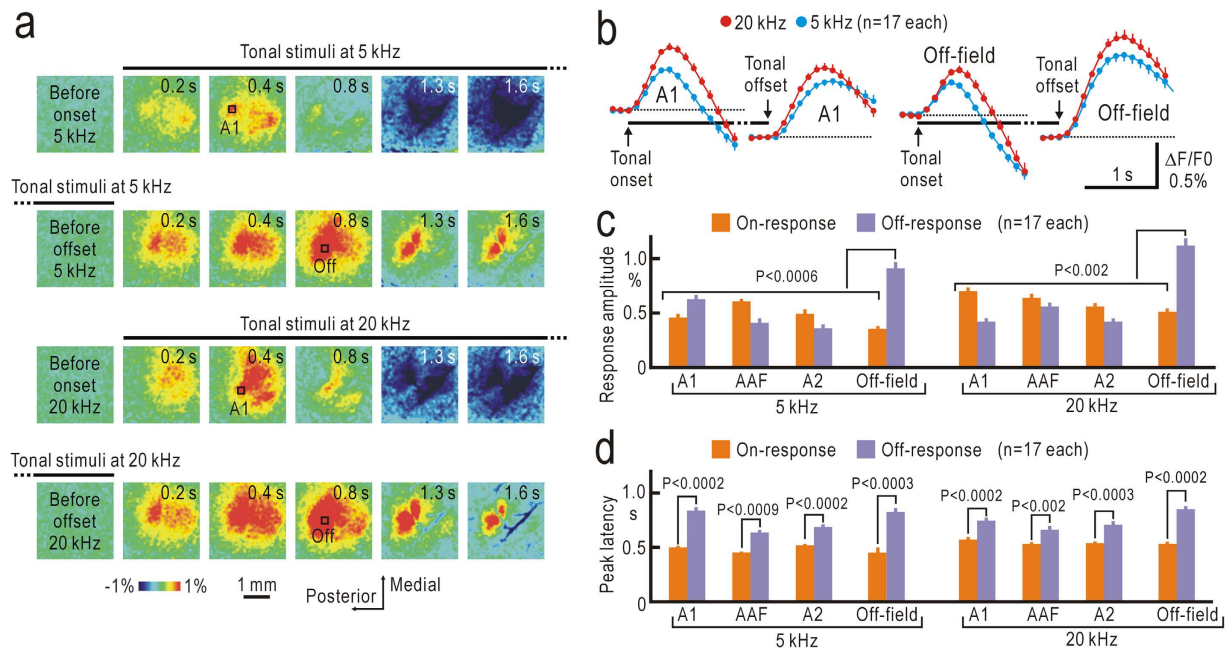 a
Tonal stimuli at 5 kHz
Before
onset
5 kHz
0.2 s
0.4 s
A1
0.8 s
1.3 s
1.6 s
Tonal stimuli at 5 kHz
Before
offset
5 kHz
0.2 s
0.4 s
0.8 s
Off
1.3 s
1.6 s
Tonal stimuli at 20 kHz
Before
onset
20 kHz
0.2 s
0.4 s
A1
0.8 s
1.3 s
1.6 s
Tonal stimuli at 20 kHz
Before
offset
20 kHz
0.2 s
0.4 s
0.8 s
Off
1.3 s
1.6 s
-1% 1%
1 mm
Posterior
Medial
b
20 kHz 5 kHz (n=17 each)
A1
Tonal
onset
Tonal
offset
A1
Off-field
Tonal
onset
Tonal
offset
Off-field
1 s
ΔF/F0
0.5%
c
On-response Off-response (n=17 each)
Response amplitude
1.0
%
0.5
0
P<0.0006
P<0.002
A1 AAF A2 Off-field A1 AAF A2 Off-field
5 kHz 20 kHz
d
On-response Off-response (n=17 each)
Peak latency
1.0
s
0.5
0
P<0.0002
P<0.0009
P<0.0002
P<0.0003
P<0.0002
P<0.002
P<0.0003
P<0.0002
A1 AAF A2 Off-field A1 AAF A2 Off-field
5 kHz 20 kHz